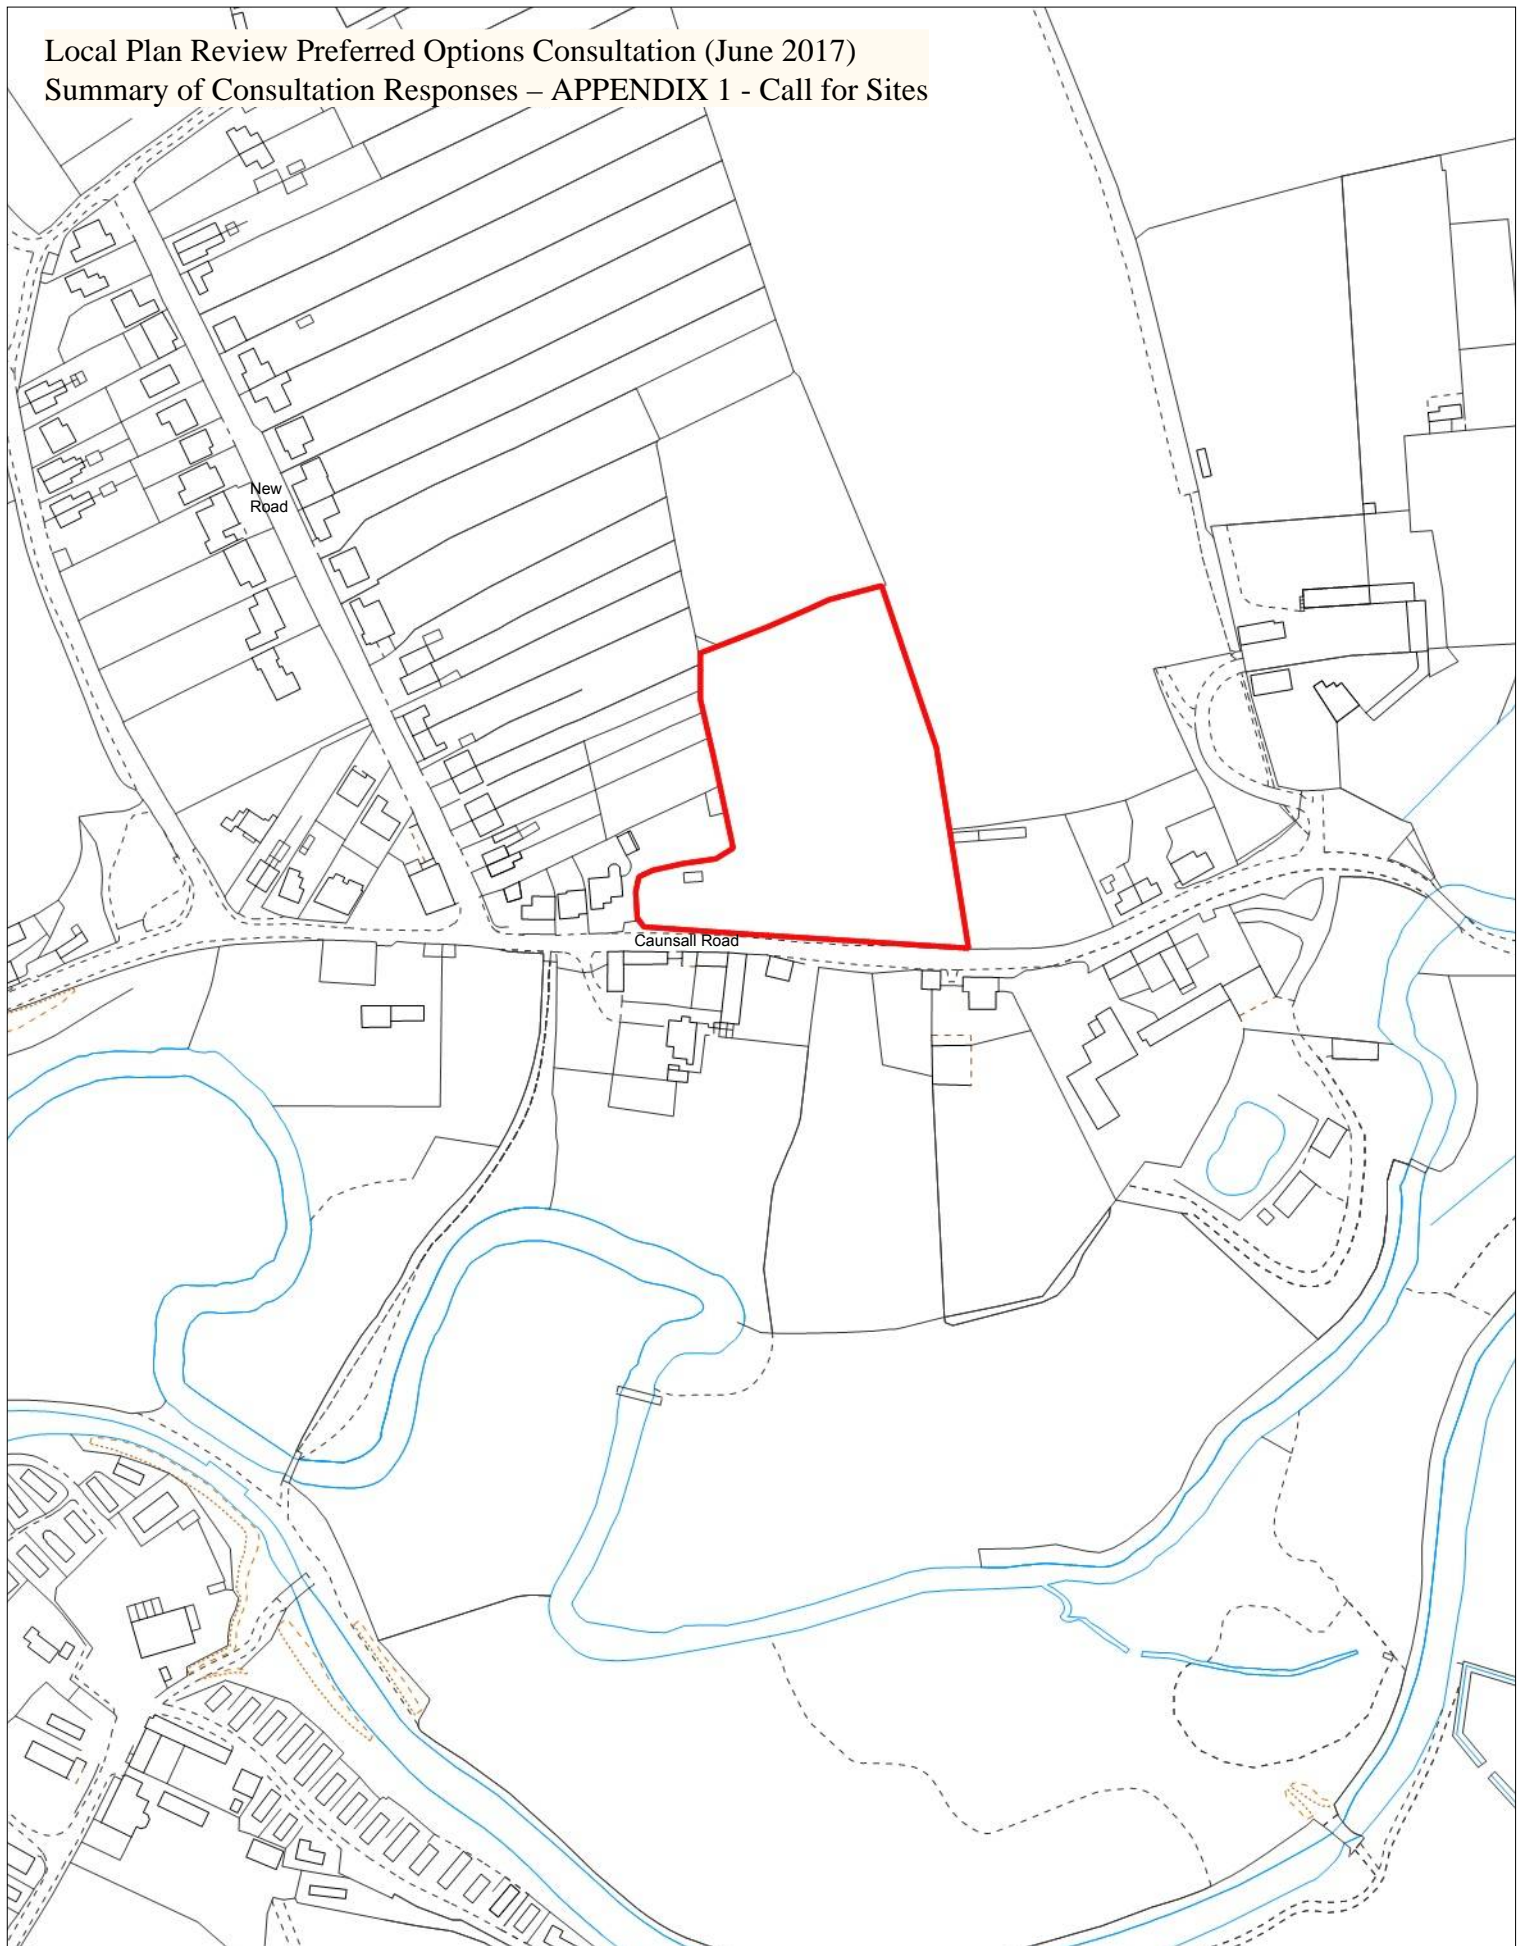 Local Plan Review Preferred Options Consultation (June 2017)
Summary of Consultation Responses – APPENDIX 1 - Call for Sites
New
Road
Caunsall Road